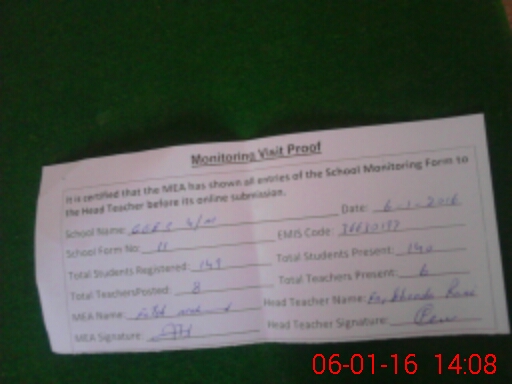 Monitoring Visit Proof
It is certified that the MEA has shown all entries of the School Monitoring Form to
the Head Teacher before its online submission.
School Name: Date: 6-1-2016
School Form No: 11 EMIS Code:
Total Students Registered: 149 Total Students Present: 140
Total TeachersPosted: 8 Total Teachers Present: 6
MEA Name: Head Teacher Name:
MEA Signature: Head Teacher Signature:
06-01-16 14:08